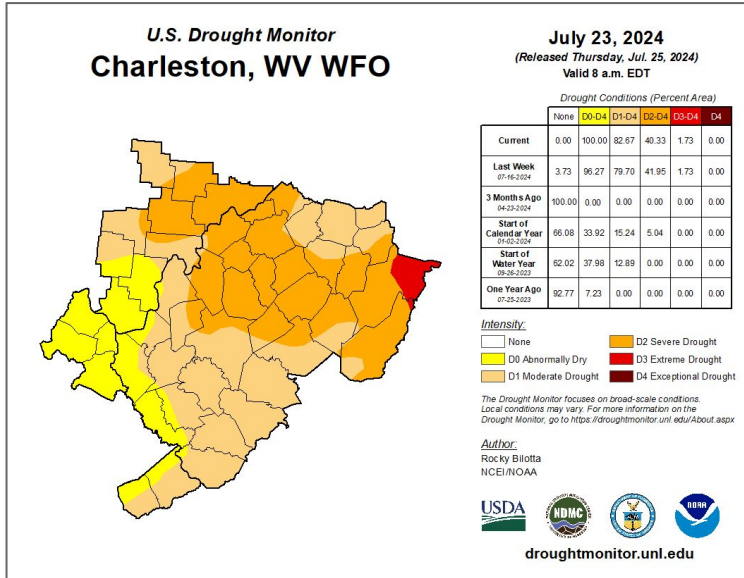 U.S. Drought Monitor
Charleston, WV WFO
July 23, 2024
(Released Thursday, Jul. 25, 2024)
Valid 8 a.m. EDT
Drought Conditions (Percent Area)
None D0-D4 D1-D4 D2-D4 D3-D4 D4
Current 0.00 100.00 82.67 40.33 1.73 0.00
Last Week 3.73 96.27 79.70 41.95 1.73 0.00
07-16-2024
3 Months Ago 100.00 0.00 0.00 0.00 0.00 0.00
04-23-2024
Start of
Calendar Year 66.08 33.92 15.24 5.04 0.00 0.00
01-02-2024
Start of
Water Year 62.02 37.98 12.89 0.00 0.00 0.00
09-26-2023
One Year Ago 92.77 7.23 0.00 0.00 0.00 0.00
07-25-2023
Intensity:
None
D0 Abnormally Dry
D1 Moderate Drought
D2 Severe Drought
D3 Extreme Drought
D4 Exceptional Drought
The Drought Monitor focuses on broad-scale conditions.
Local conditions may vary. For more information on the
Drought Monitor, go to https://droughtmonitor.unl.edu/About.aspx
Author:
Rocky Bilotta
NCEI/NOAA
USDA
NDMC
NOAA
droughtmonitor.unl.edu